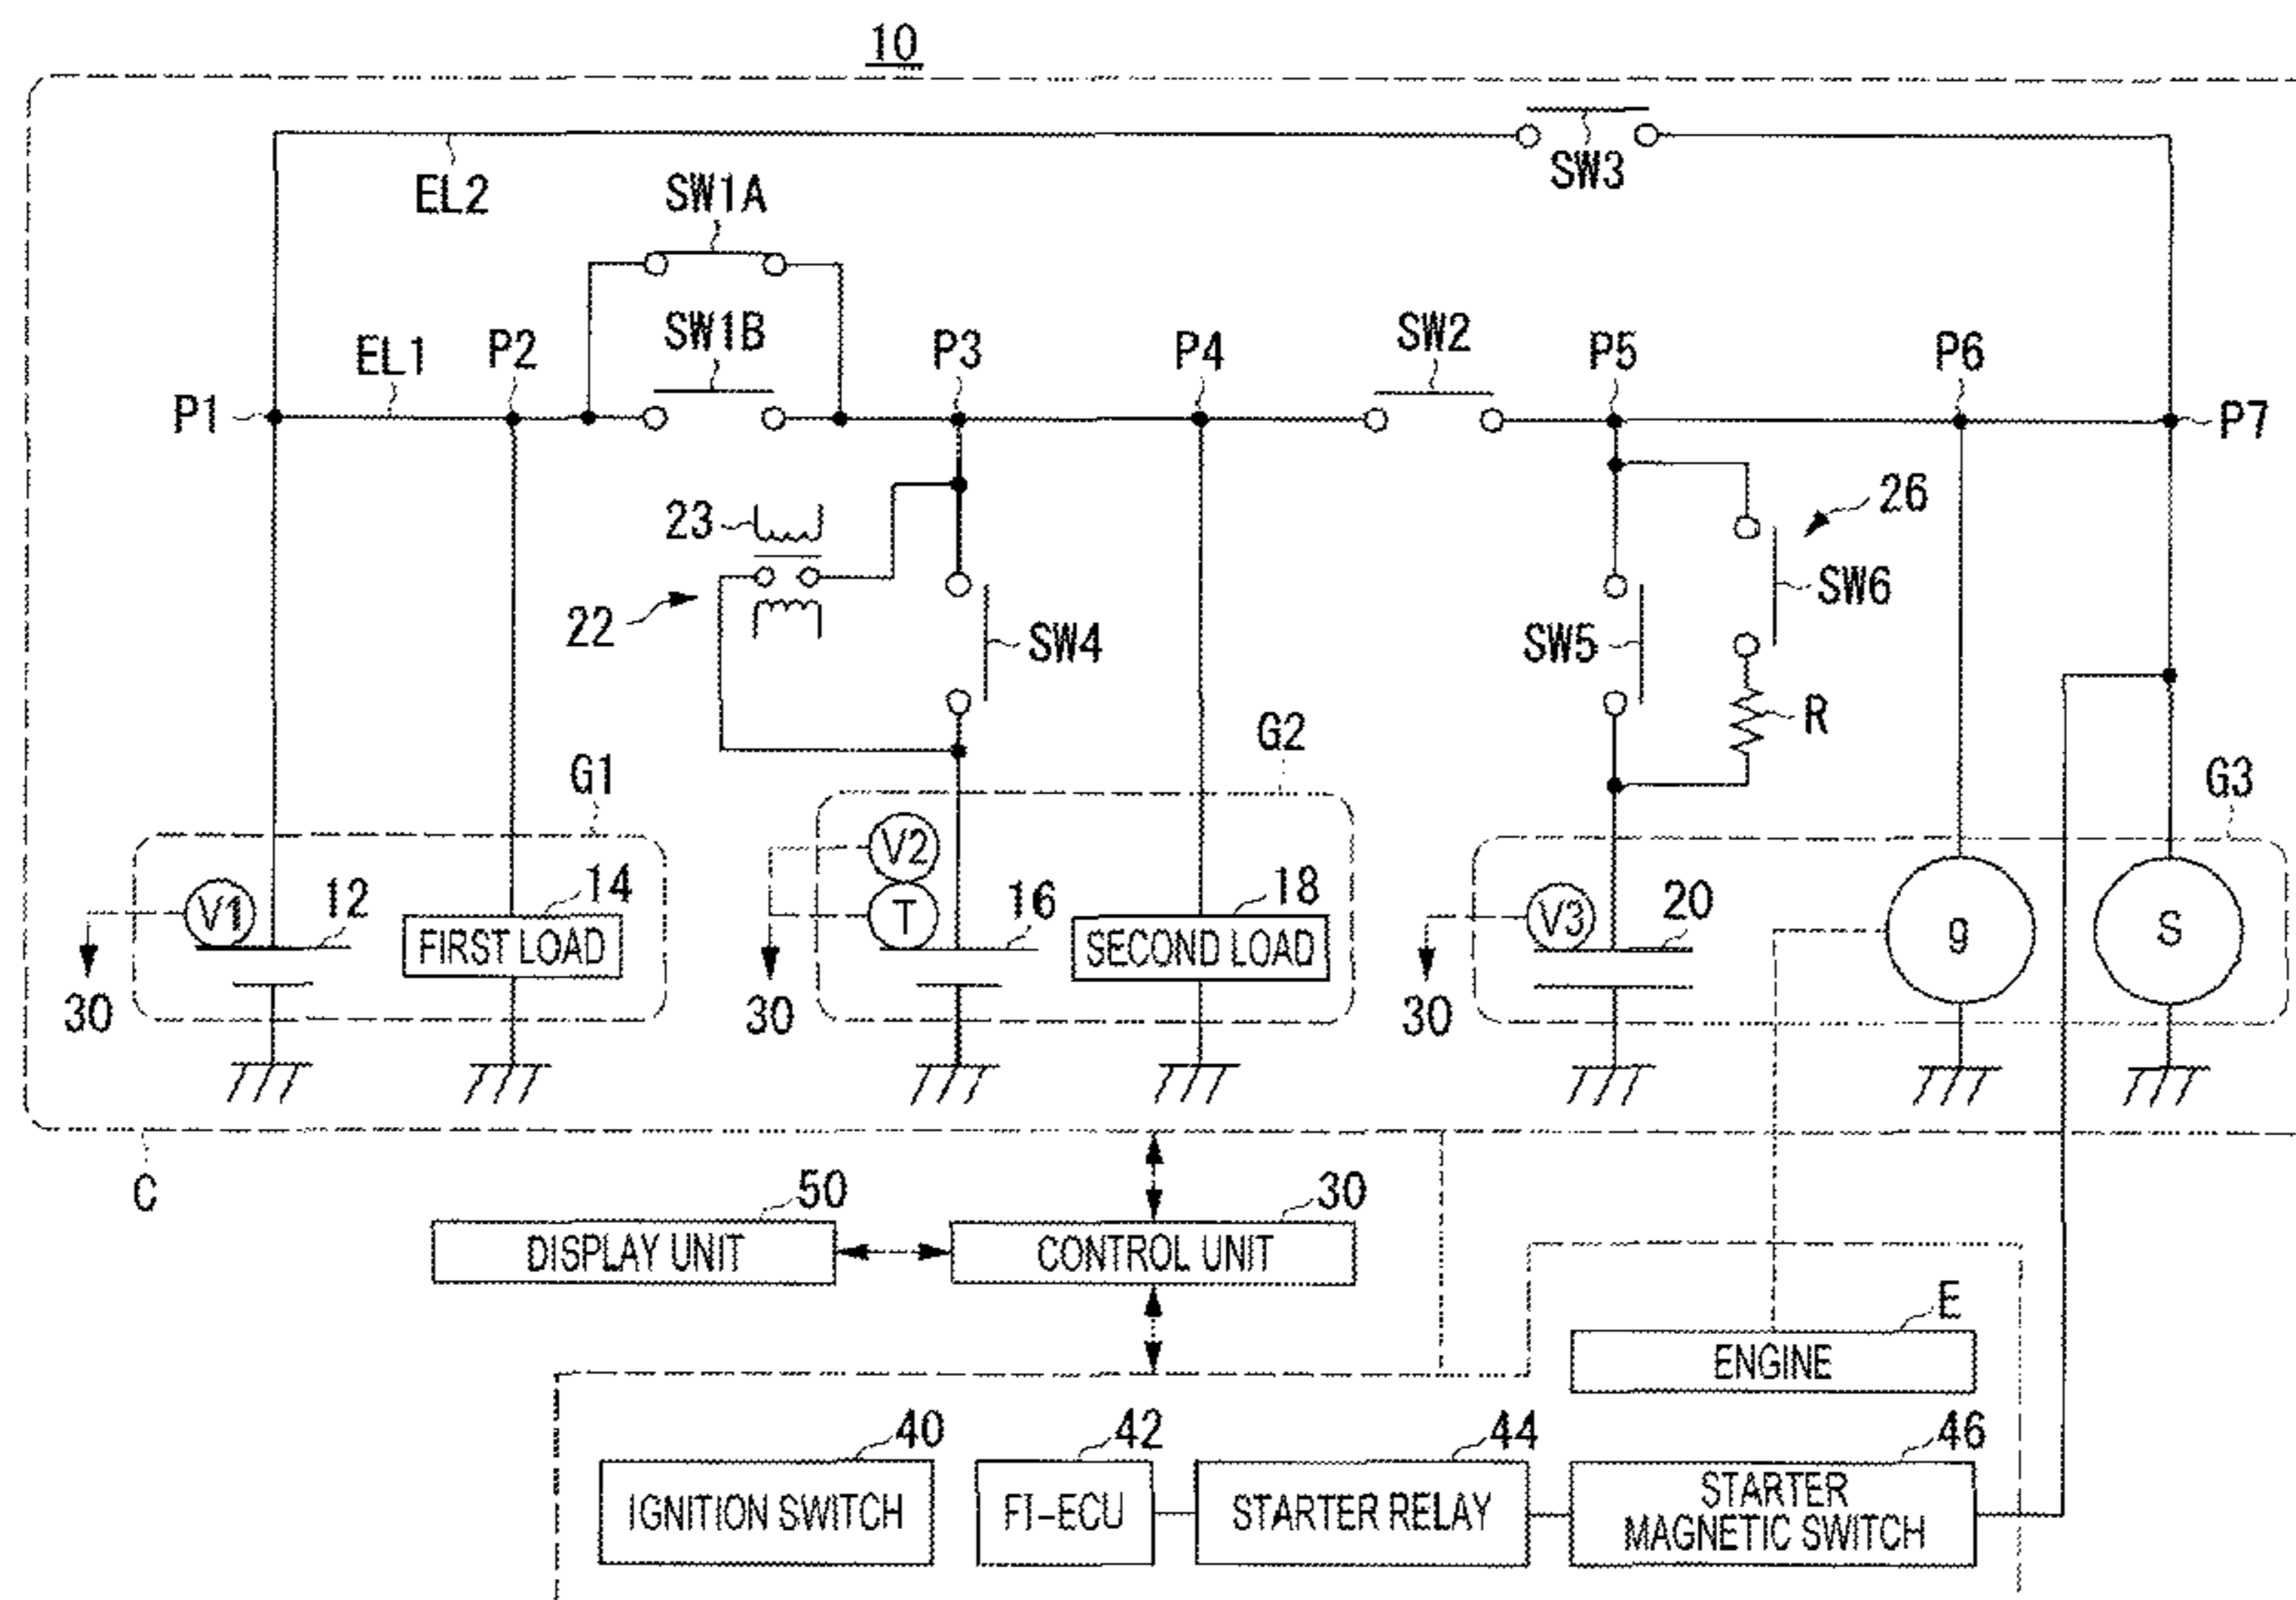 10
SW3
EL2
SW1A
SW1B
P1
EL1
P2
P3
P4
SW2
P5
P6
P7
23
22
SW4
26
SW6
SW5
R
G1
G2
G3
V1
12
14
FIRST LOAD
30
V2
T
16
18
SECOND LOAD
30
V3
20
30
g
S
C
50
DISPLAY UNIT
30
CONTROL UNIT
E
ENGINE
40
IGNITION SWITCH
42
FI-ECU
44
STARTER RELAY
46
STARTER
MAGNETIC SWITCH